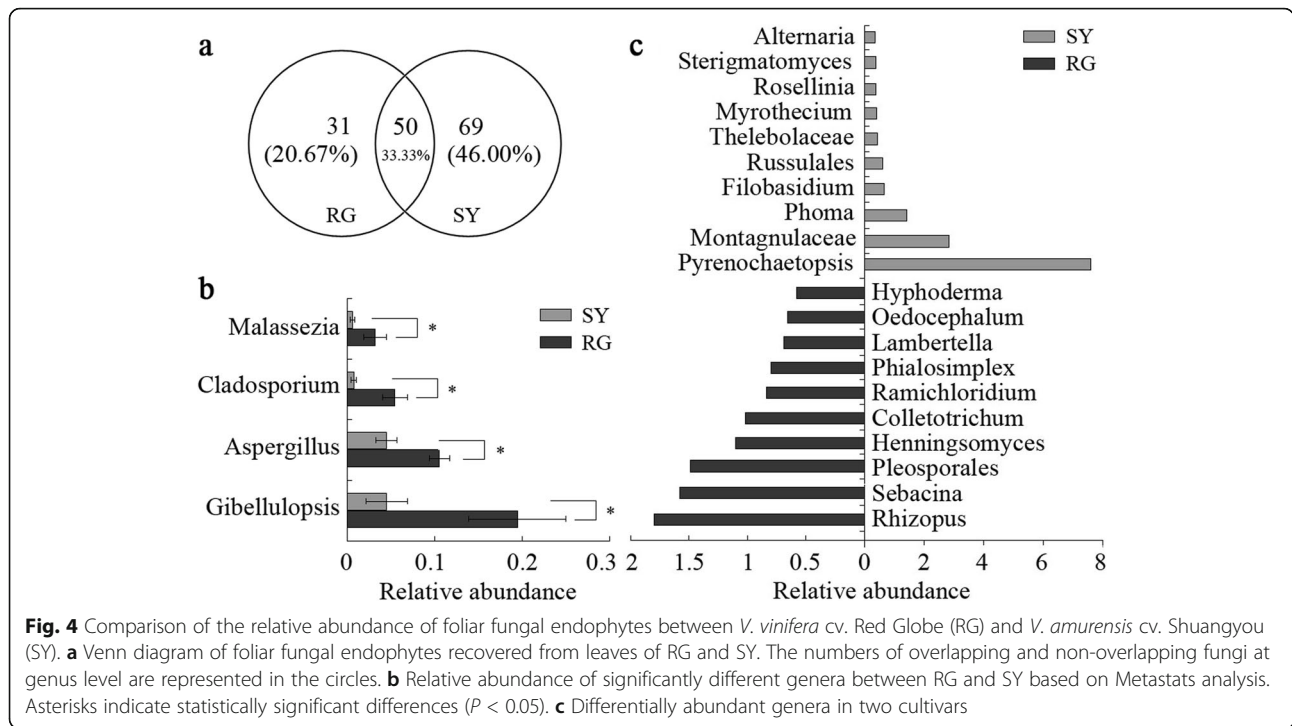 a
31
(20.67%)
50
33.33%
69
(46.00%)
RG
SY
b
SY
RG
Malassezia
*
Cladosporium
*
Aspergillus
*
Gibellulopsis
*
0
0.1
0.2
0.3
Relative abundance
c
SY
RG
Alternaria
Sterigmatomyces
Rosellinia
Myrothecium
Thelebolaceae
Russulales
Filobasidium
Phoma
Montagnulaceae
Pyrenochaetopsis
Hyphoderma
Oedocephalum
Lambertella
Phialosimplex
Ramichloridium
Colletotrichum
Henningsomyces
Pleosporales
Sebacina
Rhizopus
2
1.5
1
0.5
0
2
4
6
8
Relative abundance
Fig. 4 Comparison of the relative abundance of foliar fungal endophytes between V. vinifera cv. Red Globe (RG) and V. amurensis cv. Shuangyou
(SY). a Venn diagram of foliar fungal endophytes recovered from leaves of RG and SY. The numbers of overlapping and non-overlapping fungi at
genus level are represented in the circles. b Relative abundance of significantly different genera between RG and SY based on Metastats analysis.
Asterisks indicate statistically significant differences (P < 0.05). c Differentially abundant genera in two cultivars